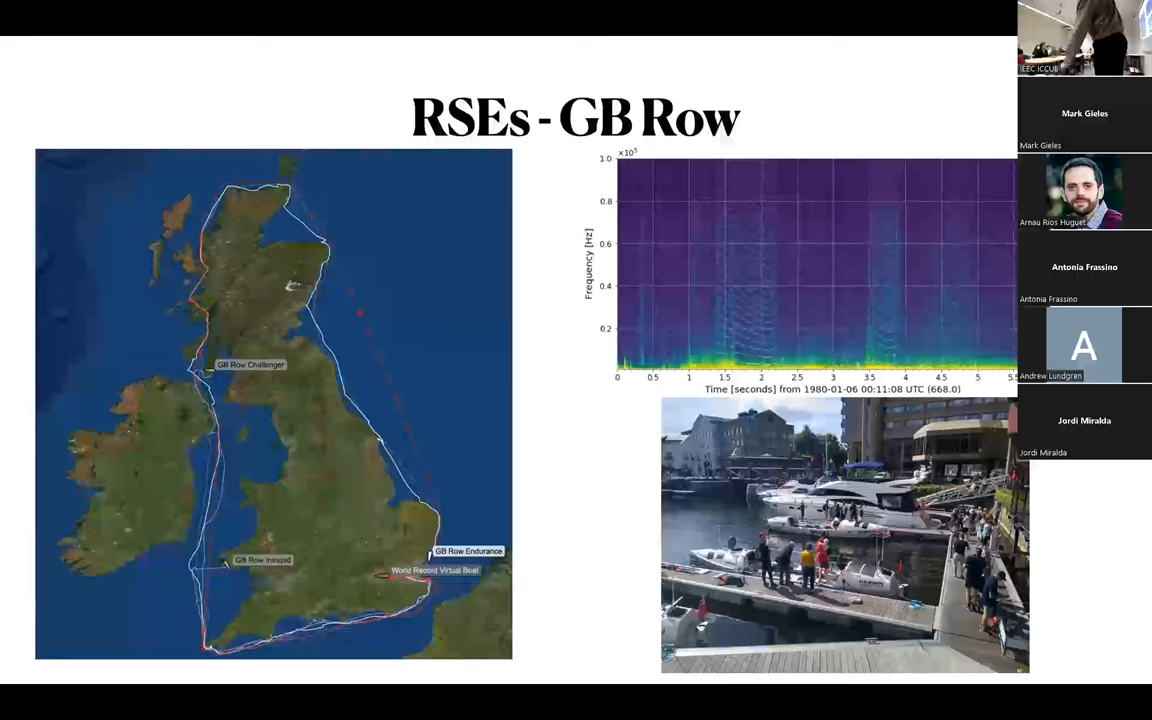 RSEs - GB Row
GB Row Challenger
GB Row Intrepid
GB Row Endurance
World Record Virtual Boat
×10⁵
1.0
0.8
0.6
0.4
0.2
Frequency [Hz]
0 0.5 1 1.5 2 2.5 3 3.5 4 4.5 5 5.5
Time [seconds] from 1980-01-06 00:11:08 UTC (668.0)
IEEC ICCUB
Mark Gieles
Mark Gieles
Arnau Rios Huguet
Antonia Frassino
Antonia Frassino
A
Andrew Lundgren
Jordi Miralda
Jordi Miralda